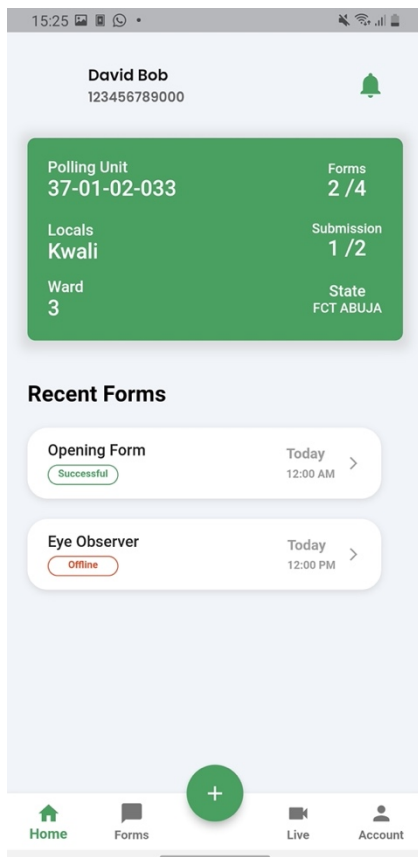 15:25
David Bob
123456789000
Polling Unit
37-01-02-033
Forms
2 /4
Locals
Kwali
Submission
1 /2
Ward
3
State
FCT ABUJA
Recent Forms
Opening Form
Successful
Today
12:00 AM
Eye Observer
Offline
Today
12:00 PM
+
Home
Forms
Live
Account